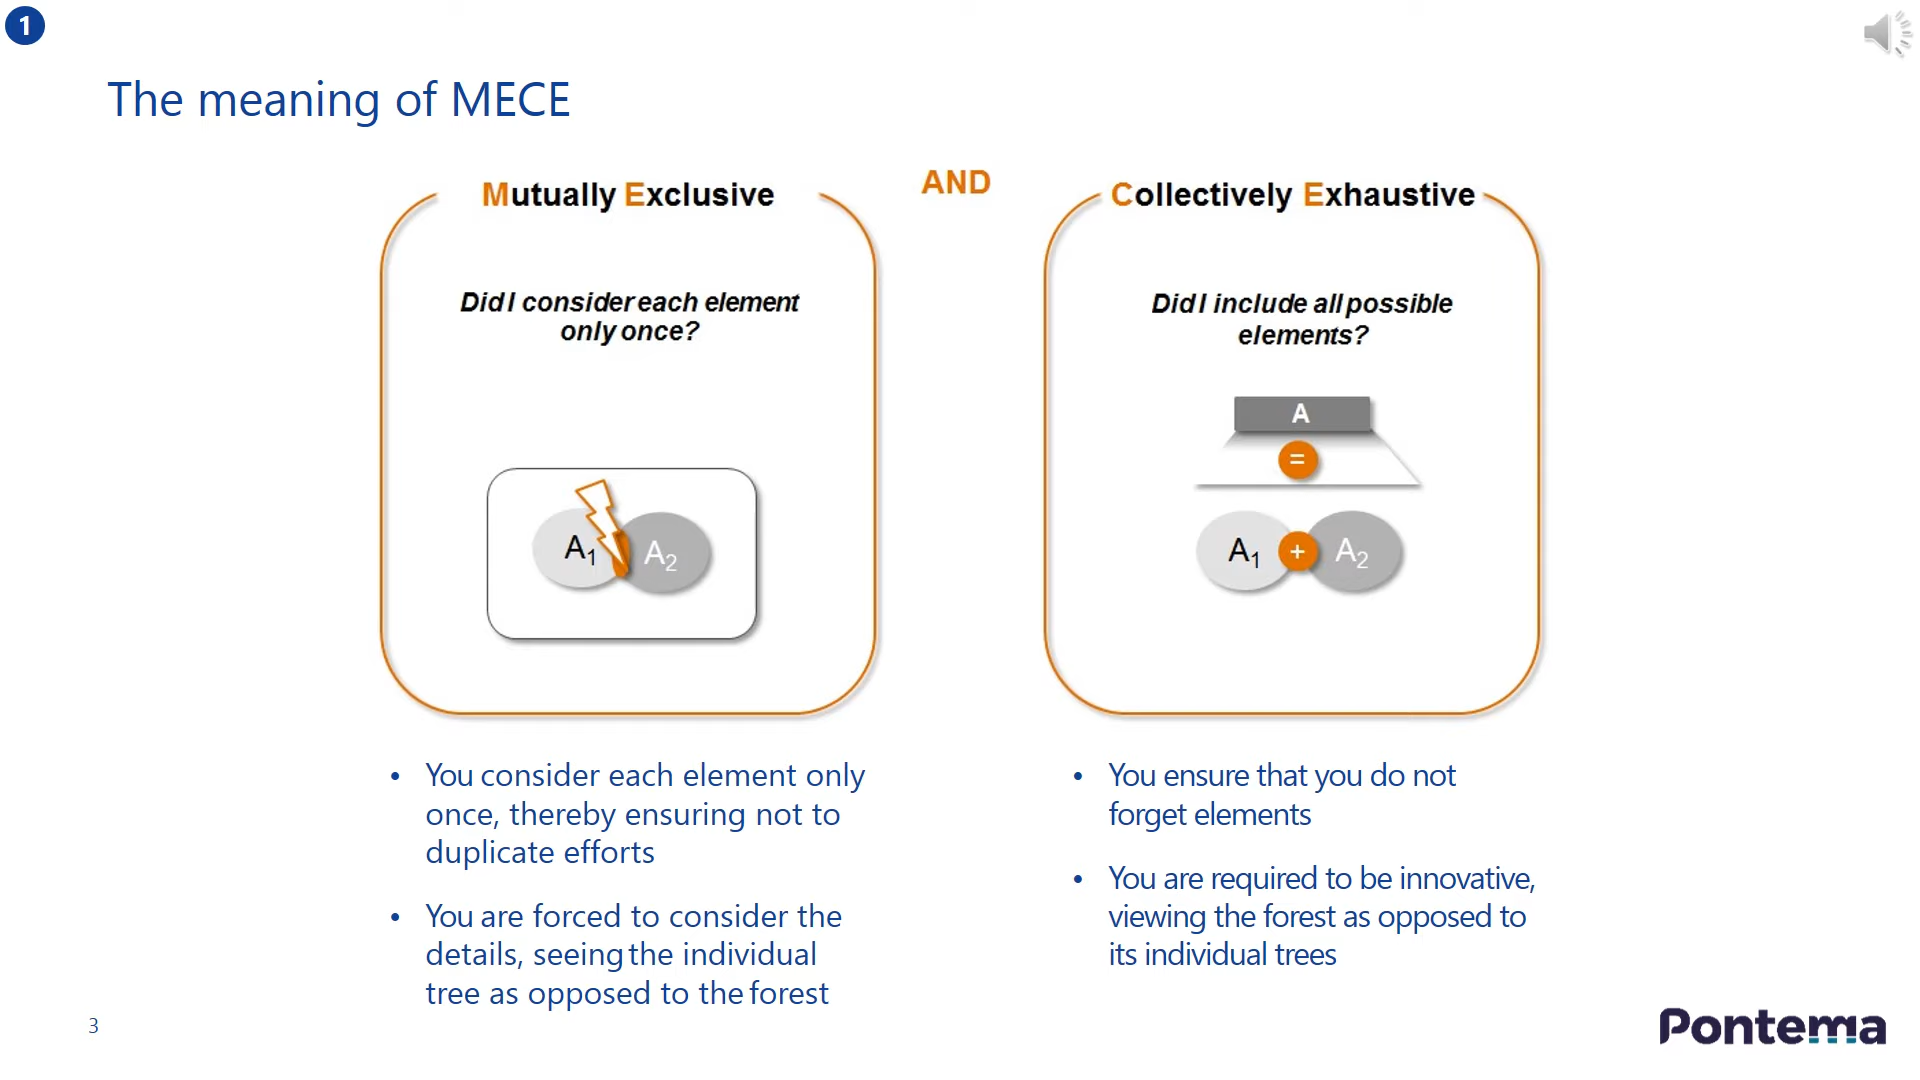 1
The meaning of MECE
Mutually Exclusive
AND
Collectively Exhaustive
Did I consider each element
only once?
Did I include all possible
elements?
A
=
A1
A2
A1
+
A2
• You consider each element only
once, thereby ensuring not to
duplicate efforts
• You are forced to consider the
details, seeing the individual
tree as opposed to the forest
• You ensure that you do not
forget elements
• You are required to be innovative,
viewing the forest as opposed to
its individual trees
3
Pontema